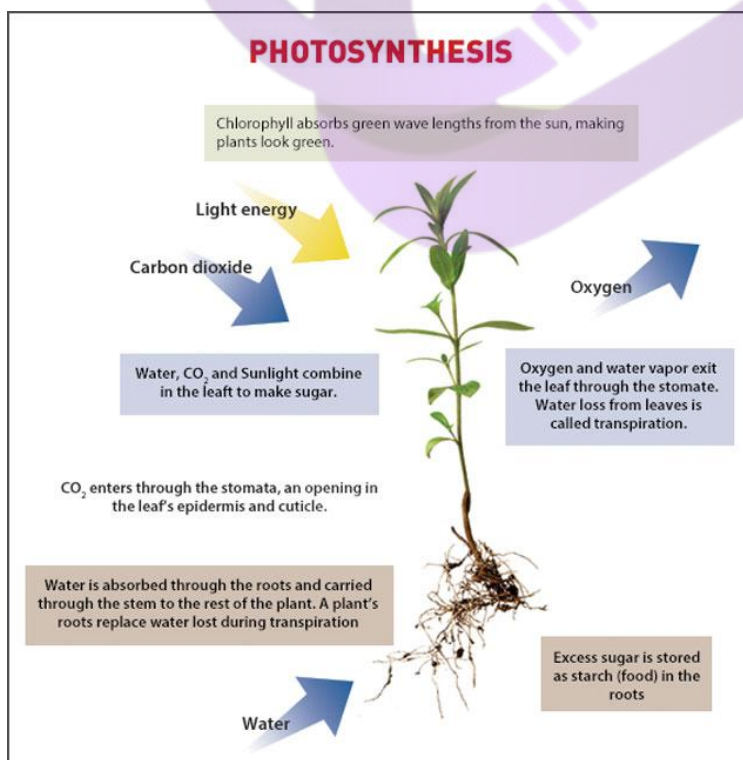 PHOTOSYNTHESIS
Chlorophyll absorbs green wave lengths from the sun, making
plants look green.
Light energy
Carbon dioxide
Oxygen
Water, CO₂ and Sunlight combine
in the leaft to make sugar.
Oxygen and water vapor exit
the leaf through the stomate.
Water loss from leaves is
called transpiration.
CO₂ enters through the stomata, an opening in
the leaf's epidermis and cuticle.
Water is absorbed through the roots and carried
through the stem to the rest of the plant. A plant's
roots replace water lost during transpiration
Excess sugar is stored
as starch (food) in the
roots
Water